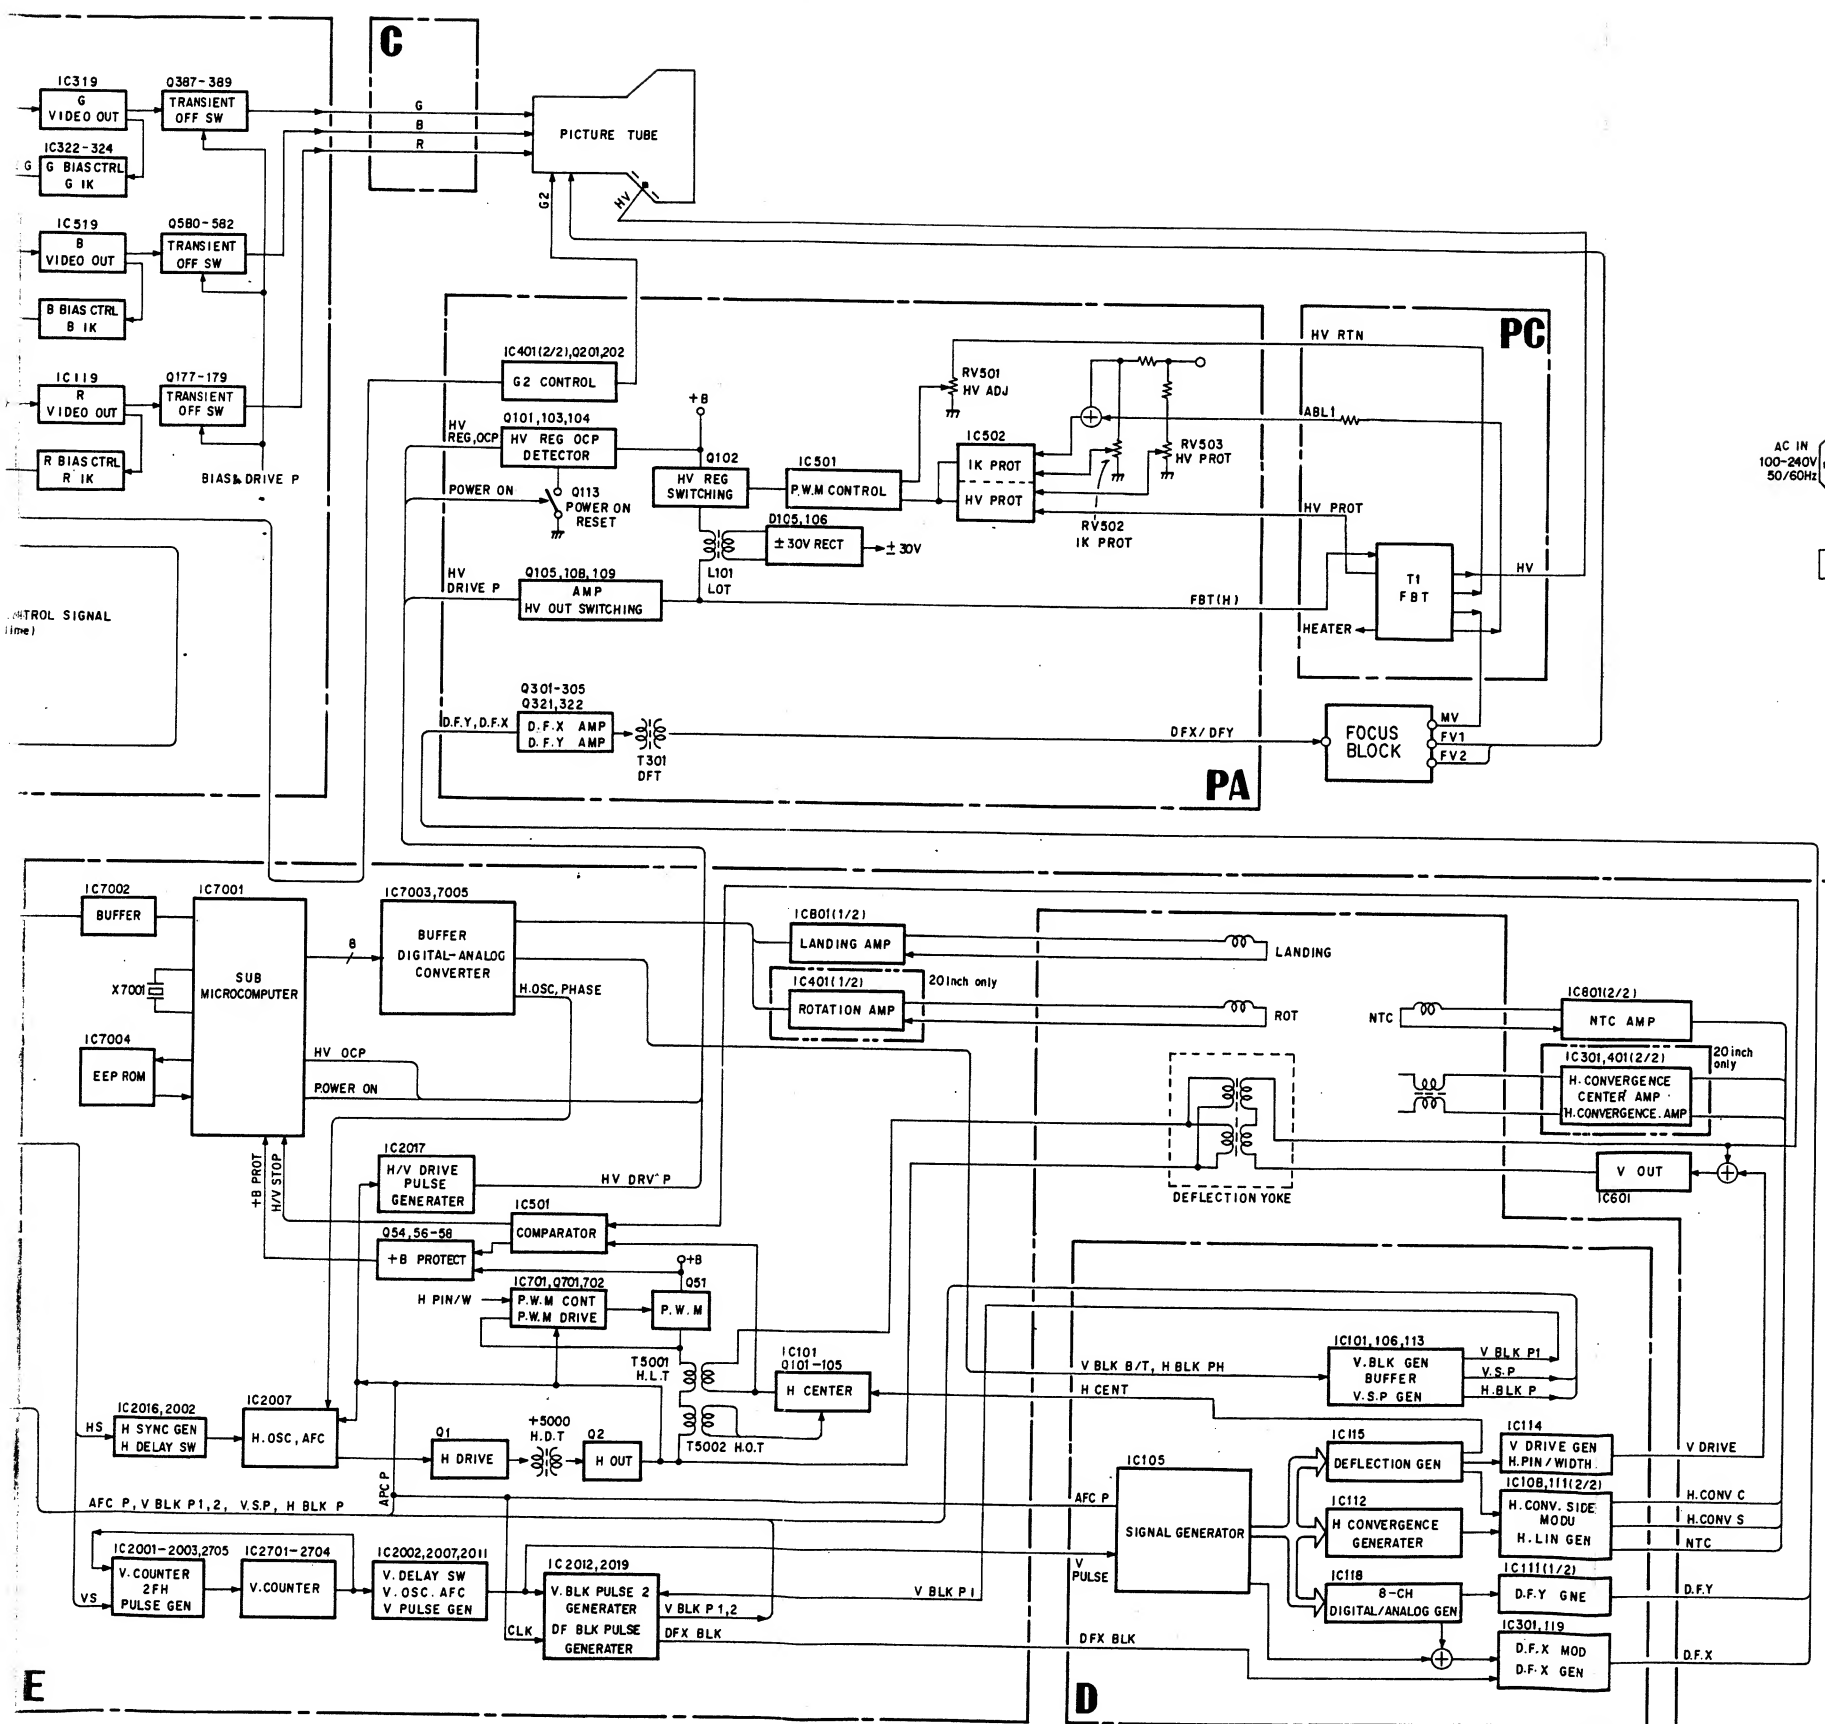 C
IC319
G
VIDEO OUT
Q387-389
TRANSIENT
OFF SW
G
B
R
PICTURE TUBE
IC322-324
G
G BIAS CTRL
G IK
G2
HV
IC519
B
VIDEO OUT
Q580-582
TRANSIENT
OFF SW
B BIAS CTRL
B IK
IC119
R
VIDEO OUT
Q177-179
TRANSIENT
OFF SW
R BIAS CTRL
R IK
BIAS & DRIVE P
TROL SIGNAL
PC
HV RTN
IC401(2/2),Q201,202
G2 CONTROL
RV501
HV ADJ
+B
HV
REG,OCP
Q101,103,104
HV REG OCP
DETECTOR
ABL1
IC502
IK PROT
HV PROT
RV503
HV PROT
Q102
HV REG
SWITCHING
IC501
P.W.M CONTROL
AC IN
100-240V
50/60Hz
POWER ON
Q113
POWER ON
RESET
RV502
IK PROT
HV PROT
D105,106
±30V RECT
±30V
L101
LOT
HV
DRIVE P
Q105,108,109
AMP
HV OUT SWITCHING
FBT(H)
T1
FBT
HV
HEATER
Q301-305
Q321,322
D.F.Y, D.F.X
D.F.X AMP
D.F.Y AMP
T301
DFT
DFX/DFY
FOCUS
BLOCK
MV
FV1
FV2
PA
IC7002
BUFFER
IC7001
SUB
MICROCOMPUTER
IC7003,7005
BUFFER
DIGITAL-ANALOG
CONVERTER
8
X7001
H.OSC,PHASE
IC801(1/2)
LANDING AMP
LANDING
IC401(1/2)
ROTATION AMP
20inch only
ROT
NTC
IC801(2/2)
NTC AMP
IC7004
EEP ROM
HV OCP
POWER ON
IC301,401(2/2)
H.CONVERGENCE
CENTER AMP
H.CONVERGENCE.AMP
20inch
only
+B PROT
H/V STOP
IC2017
H/V DRIVE
PULSE
GENERATER
HV DRV P
DEFLECTION YOKE
V OUT
IC601
IC501
COMPARATOR
Q54,56-58
+B PROTECT
+B
IC701,Q701,702
H PIN/W
P.W.M CONT
P.W.M DRIVE
Q51
P.W.M
T5001
H.L.T
IC101
Q101-105
H CENTER
V BLK B/T, H BLK PH
H CENT
IC101,106,113
V.BLK GEN
BUFFER
V.S.P GEN
V BLK P1
V.S.P
H.BLK P
IC2016,2002
HS
H SYNC GEN
H DELAY SW
IC2007
H.OSC,AFC
Q1
H DRIVE
+5000
H.D.T
Q2
H OUT
T5002 H.O.T
IC115
DEFLECTION GEN
IC114
V DRIVE GEN
H.PIN/WIDTH
V DRIVE
IC105
SIGNAL GENERATOR
AFC P
AFC P
AFC P, V BLK P1,2, V.S.P, H BLK P
IC112
H CONVERGENCE
GENERATER
IC108,111(2/2)
H.CONV. SIDE
MODU
H.LIN GEN
H.CONV C
H.CONV S
NTC
IC2001-2003,2705
V.COUNTER
2FH
PULSE GEN
VS
IC2701-2704
V.COUNTER
IC2002,2007,2011
V.DELAY SW
V.OSC.AFC
V PULSE GEN
IC2012,2019
V.BLK PULSE 2
GENERATER
DF BLK PULSE
GENERATER
CLK
V BLK P1
V BLK P1,2
DFX BLK
V
PULSE
DFX BLK
IC118
8-CH
DIGITAL/ANALOG GEN
IC111(1/2)
D.F.Y GNE
D.F.Y
IC301,119
D.F.X MOD
D.F.X GEN
D.F.X
E
D